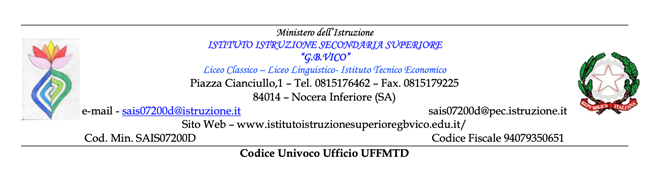 Ministero dell'Istruzione
ISTITUTO ISTRUZIONE SECONDARIA SUPERIORE
"G.B.VICO"
Liceo Classico – Liceo Linguistico- Istituto Tecnico Economico
Piazza Cianciullo,1 – Tel. 0815176462 – Fax. 0815179225
84014 – Nocera Inferiore (SA)
e-mail - sais07200d@istruzione.it sais07200d@pec.istruzione.it
Sito Web – www.istitutoistruzionesuperioregbvico.edu.it/
Cod. Min. SAIS07200D Codice Fiscale 94079350651
Codice Univoco Ufficio UFFMTD